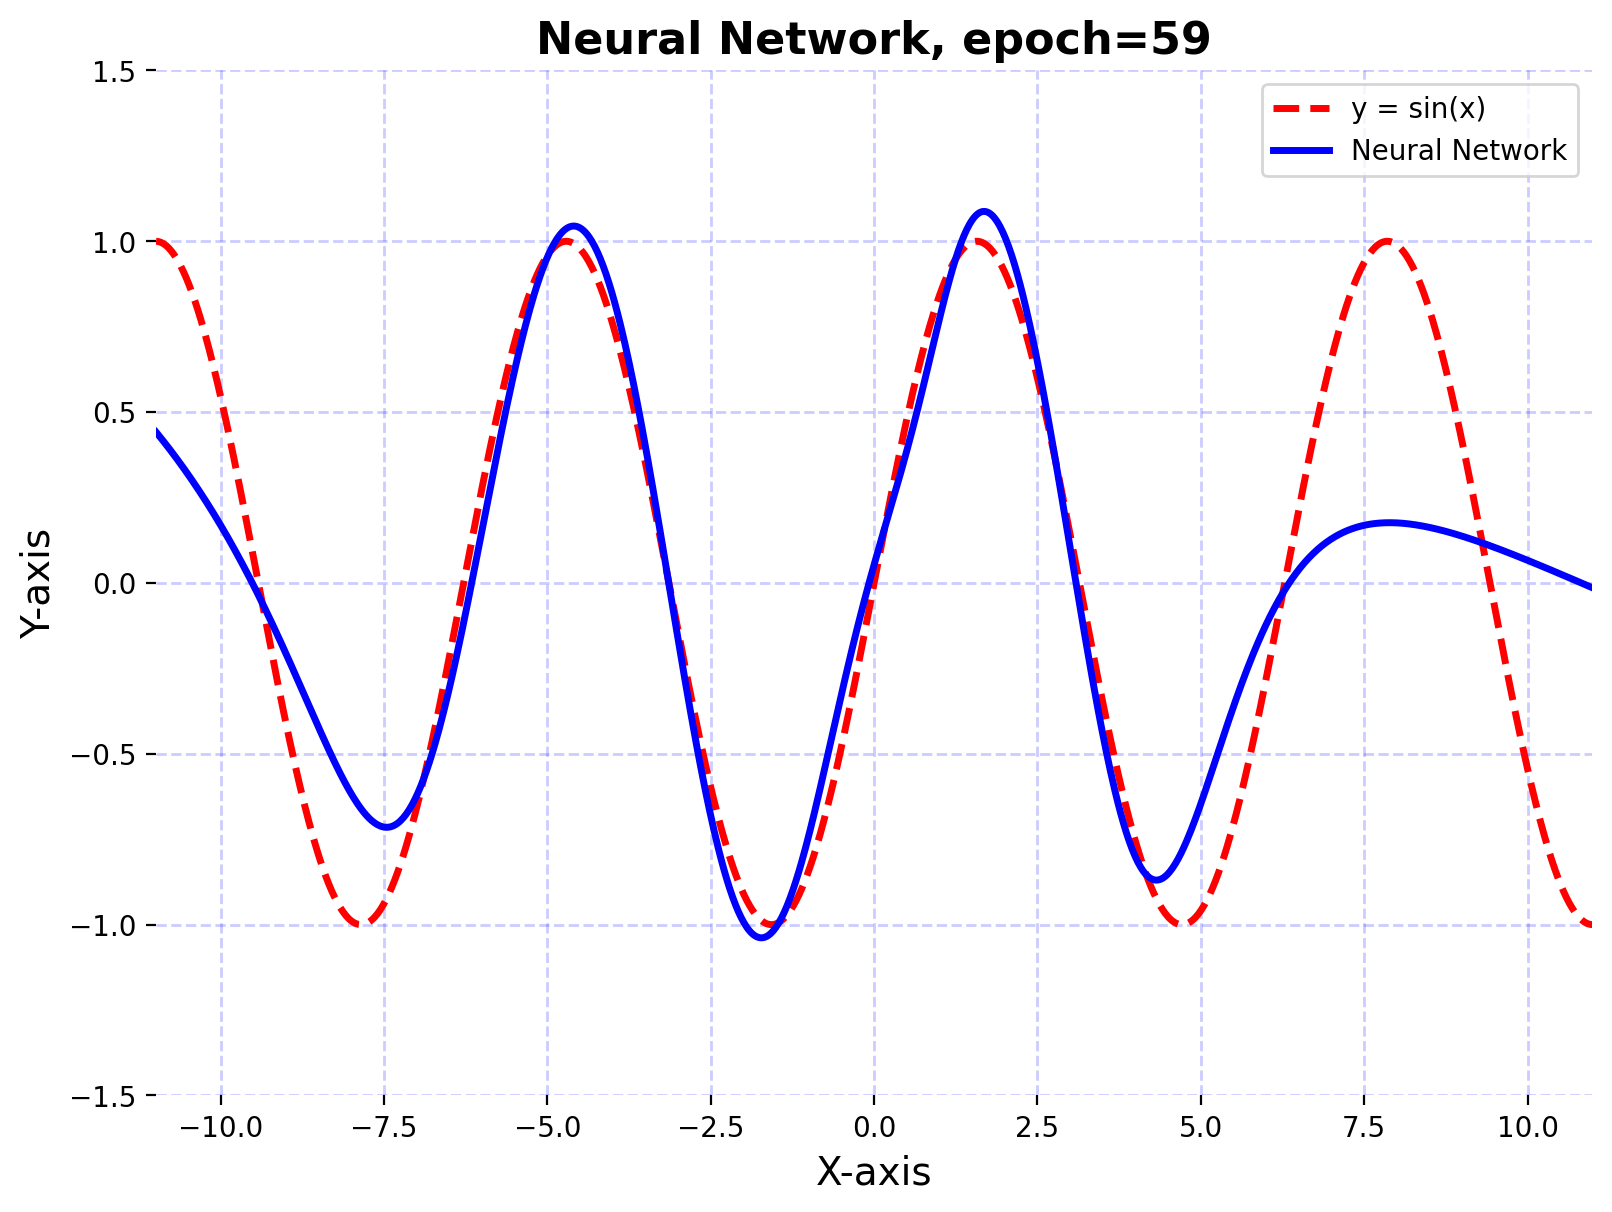 Neural Network, epoch=59
1.5
y = sin(x)
Neural Network
1.0
0.5
Y-axis
0.0
−0.5
−1.0
−1.5
−10.0 −7.5 −5.0 −2.5 0.0 2.5 5.0 7.5 10.0
X-axis